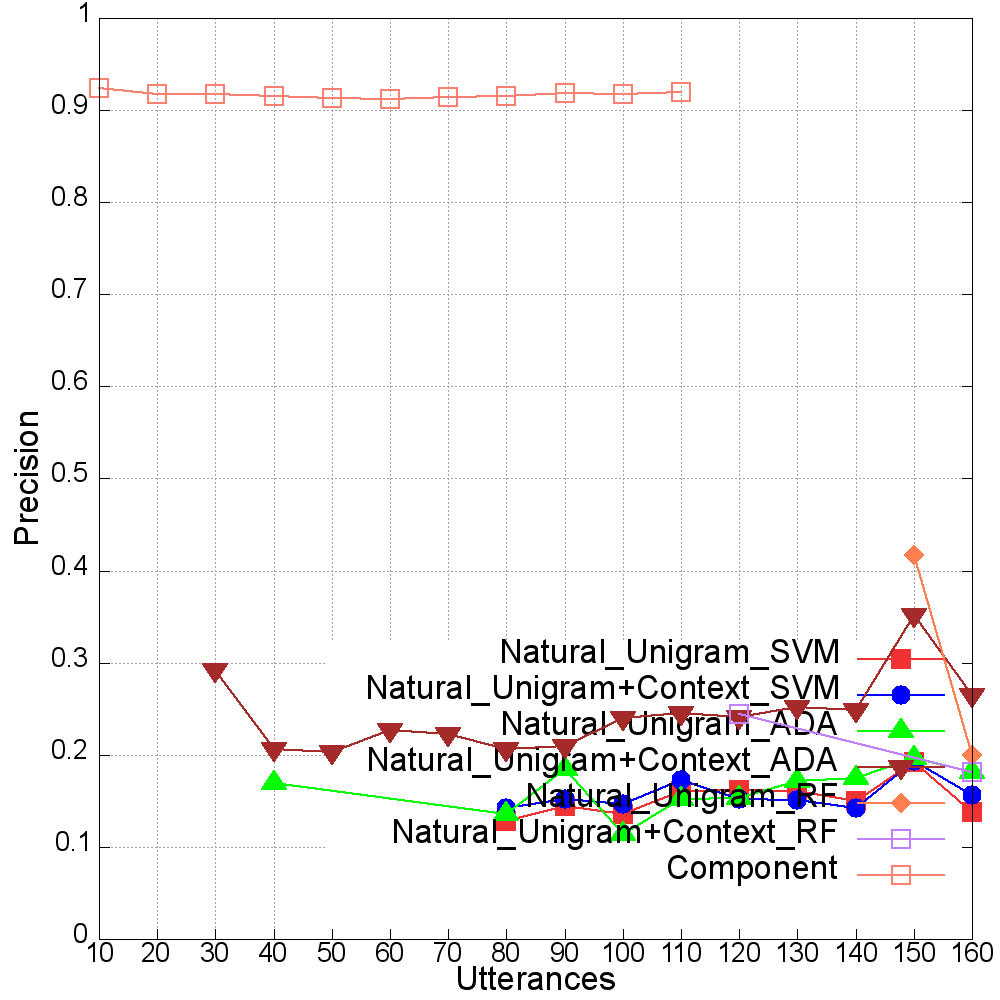 1
0.9
0.8
0.7
0.6
0.5
0.4
0.3
0.2
0.1
0
Precision
Natural_Unigram_SVM
Natural_Unigram+Context_SVM
Natural_Unigram_ADA
Natural_Unigram+Context_ADA
Natural_Unigram_RF
Natural_Unigram+Context_RF
Component
10 20 30 40 50 60 70 80 90 100 110 120 130 140 150 160
Utterances